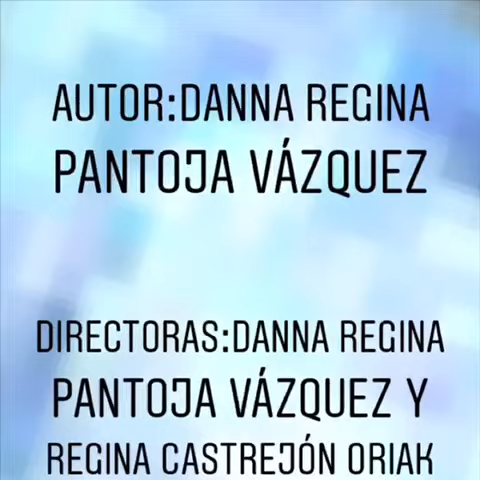 AUTOR:DANNA REGINA
PANTOJA VÁZQUEZ
DIRECTORAS:DANNA REGINA
PANTOJA VÁZQUEZ Y
REGINA CASTREJÓN ORIAK